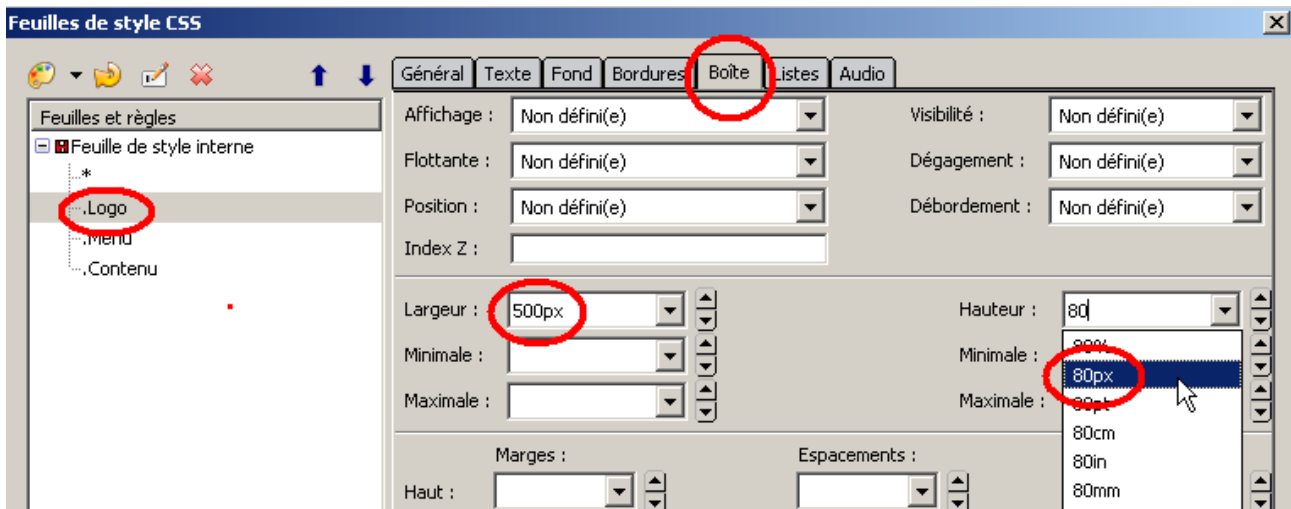 Feuilles de style CSS
Général Texte Fond Bordures Boîte Listes Audio
Feuilles et règles
Feuille de style interne
*
.Logo
.Menu
.Contenu
Affichage : Non défini(e) Visibilité : Non défini(e)
Flottante : Non défini(e) Dégagement : Non défini(e)
Position : Non défini(e) Débordement : Non défini(e)
Index Z :
Largeur : 500px Hauteur : 80
Minimale : Minimale : 80%
80px
Maximale : Maximale : 80pt
80cm
80in
80mm
Marges : Espacements :
Haut :